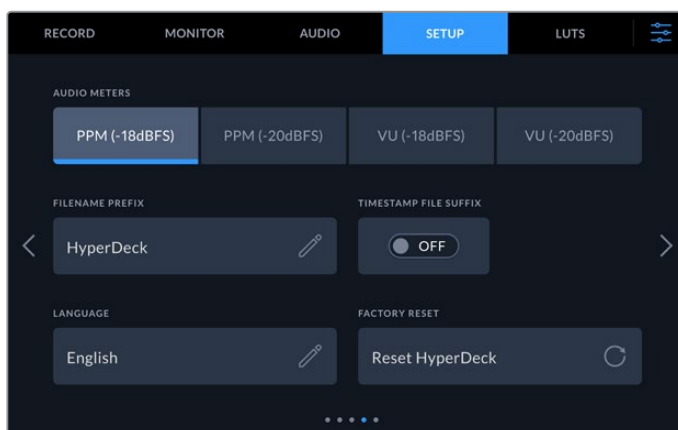 RECORD MONITOR AUDIO SETUP LUTS
AUDIO METERS
PPM (-18dBFS) PPM (-20dBFS) VU (-18dBFS) VU (-20dBFS)
FILENAME PREFIX TIMESTAMP FILE SUFFIX
HyperDeck OFF
LANGUAGE FACTORY RESET
English Reset HyperDeck